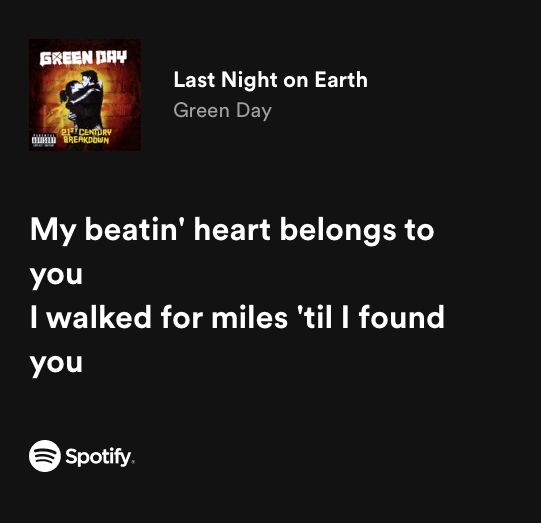 GREEN DAY
21ST CENTURY
BREAKDOWN
PARENTAL
ADVISORY
EXPLICIT CONTENT
Last Night on Earth
Green Day
My beatin' heart belongs to
you
I walked for miles 'til I found
you
Spotify